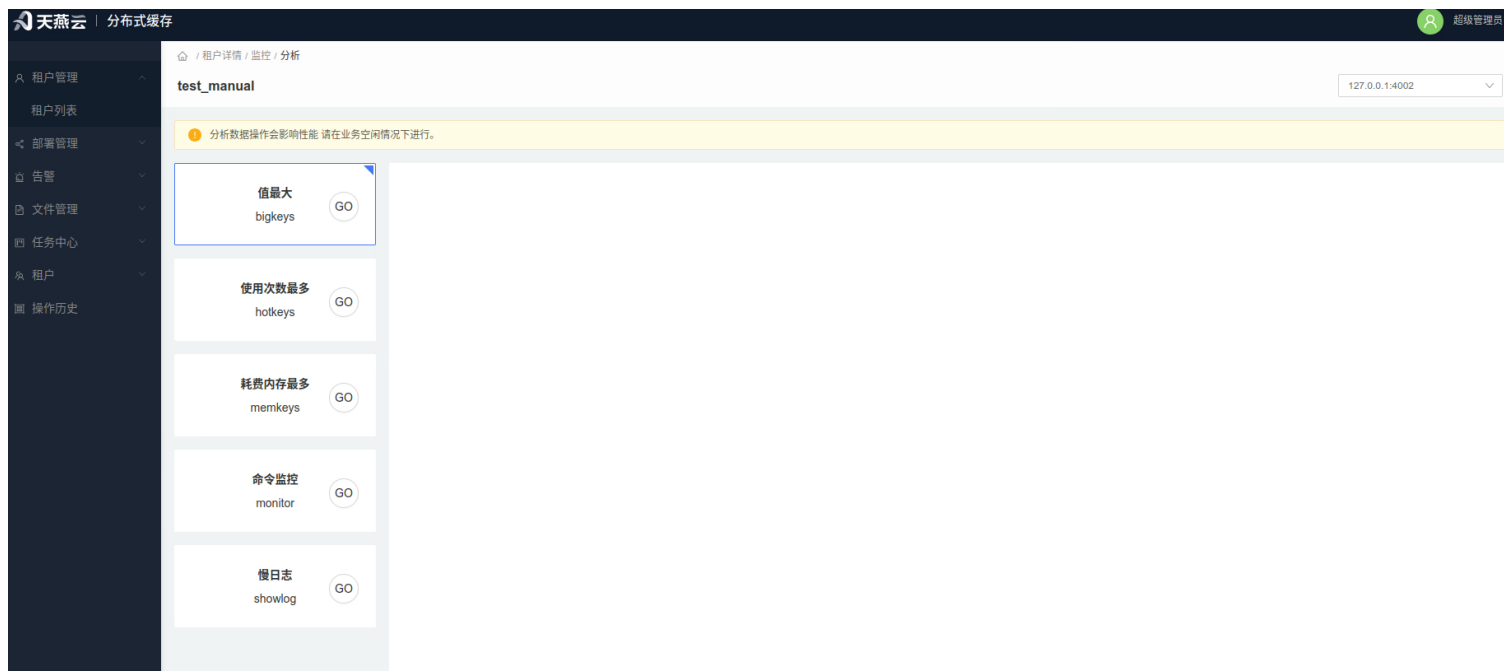 天燕云 | 分布式缓存
超级管理员
/ 租户详情 / 监控 / 分析
test_manual
127.0.0.1:4002
租户管理
租户列表
部署管理
告警
文件管理
任务中心
租户
操作历史
分析数据操作会影响性能 请在业务空闲情况下进行。
值最大
bigkeys
GO
使用次数最多
hotkeys
GO
耗费内存最多
memkeys
GO
命令监控
monitor
GO
慢日志
showlog
GO